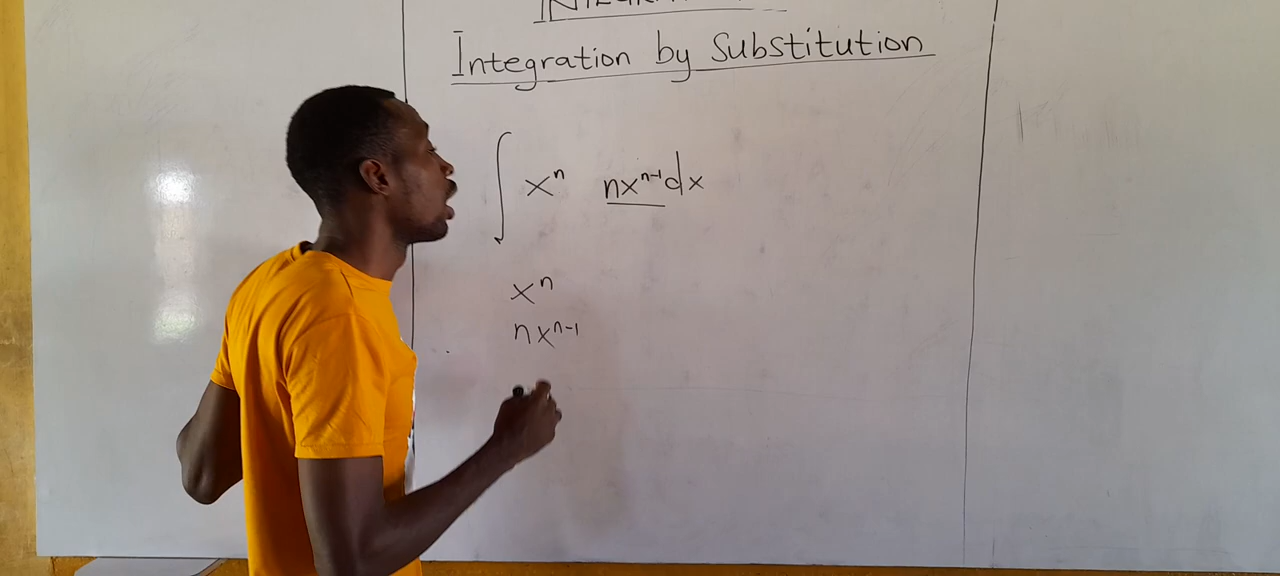 Integration by Substitution
∫ xⁿ nxⁿ⁻¹dx
xⁿ
nxⁿ⁻¹